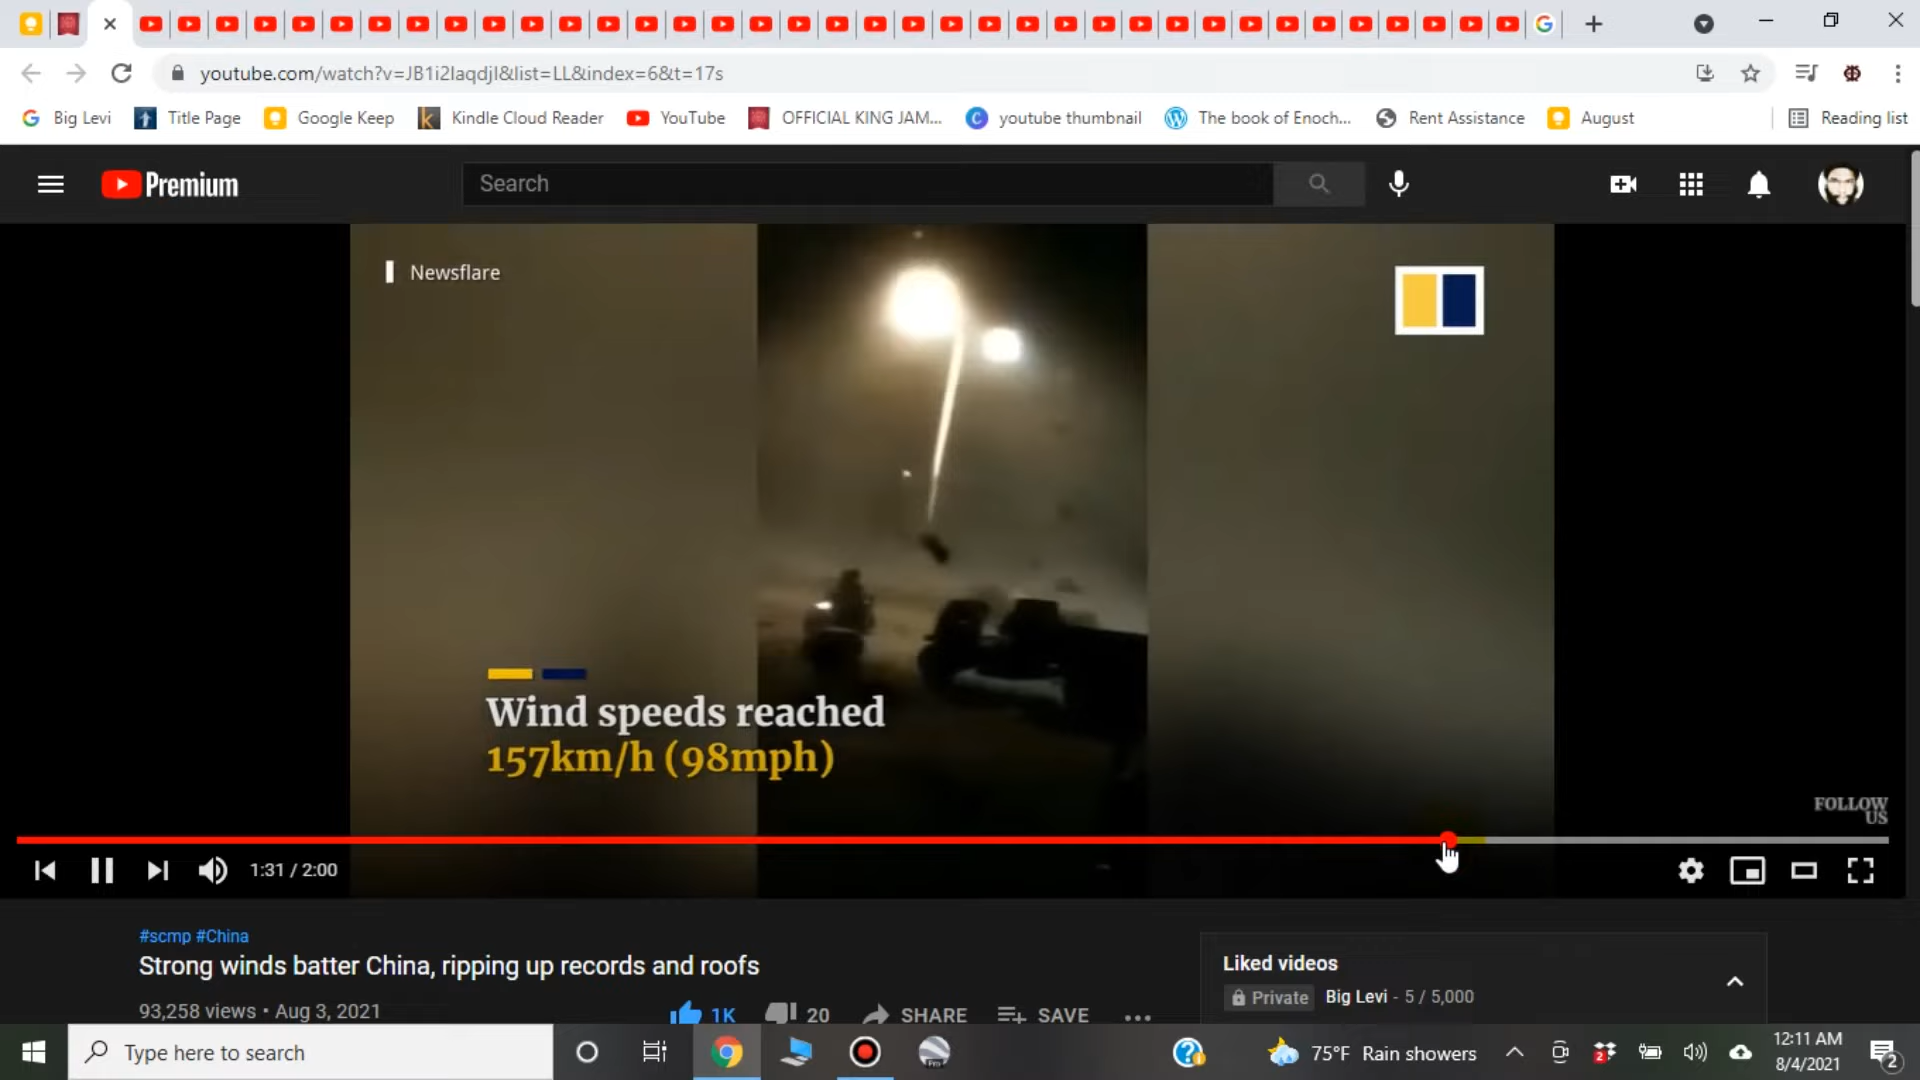 youtube.com/watch?v=JB1i2IaqdjI&list=LL&index=6&t=17s
Big Levi Title Page Google Keep Kindle Cloud Reader YouTube OFFICIAL KING JAM... youtube thumbnail The book of Enoch... Rent Assistance August Reading list
Premium
Search
Newsflare
Wind speeds reached
157km/h (98mph)
FOLLOW
US
1:31 / 2:00
#scmp #China
Strong winds batter China, ripping up records and roofs
93,258 views • Aug 3, 2021
1K 20 SHARE SAVE
Liked videos
Private Big Levi - 5 / 5,000
Type here to search
75°F Rain showers
12:11 AM
8/4/2021
2
2